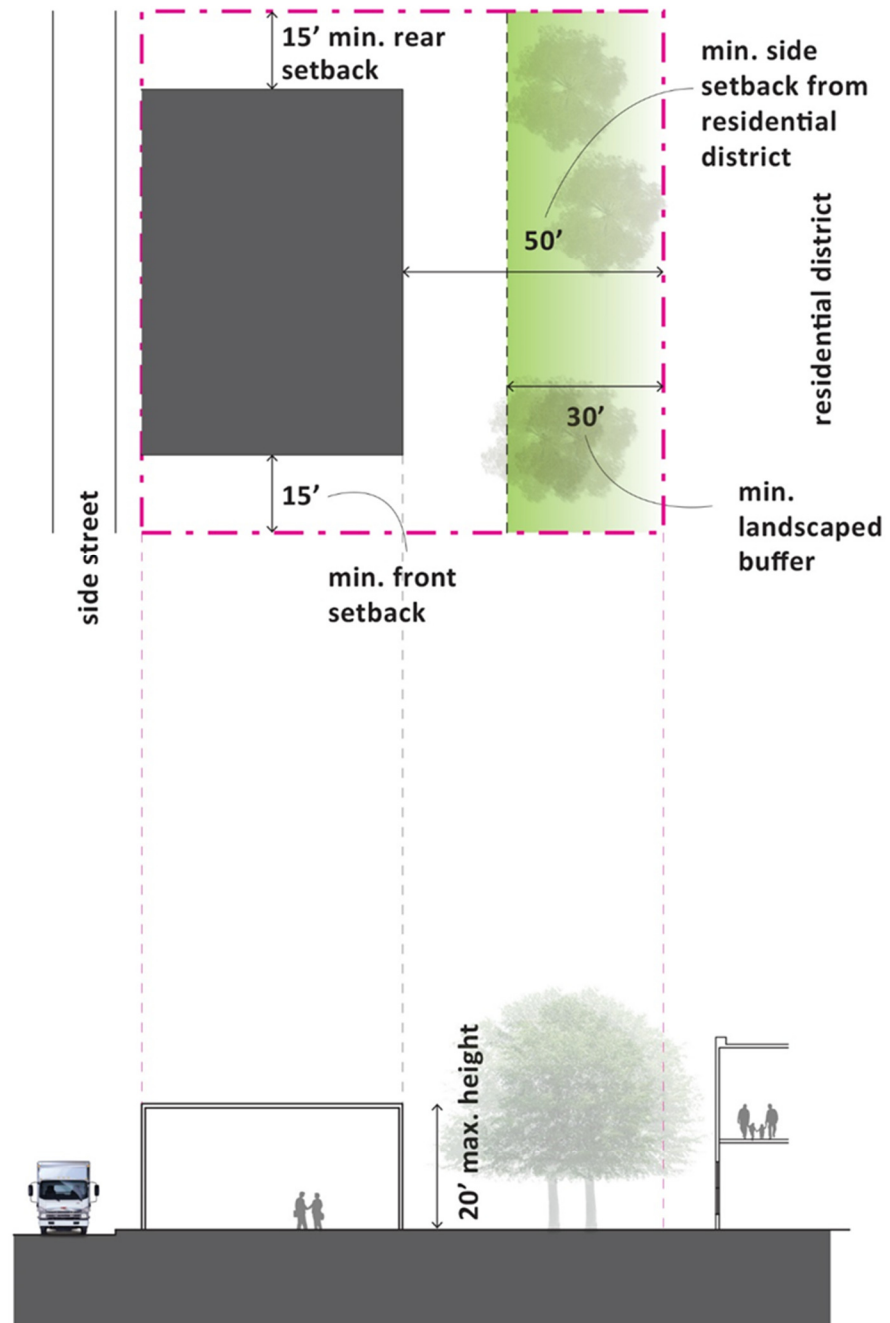 15’ min. rear
setback
min. side
setback from
residential
district
residential district
50’
30’
15’
side street
min.
landscaped
buffer
min. front
setback
20’ max. height